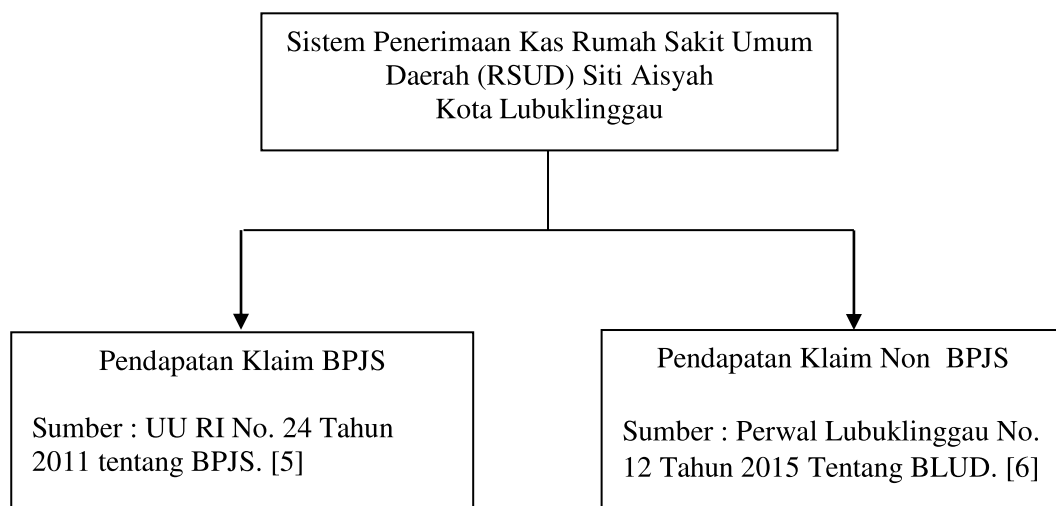 Sistem Penerimaan Kas Rumah Sakit Umum
Daerah (RSUD) Siti Aisyah
Kota Lubuklinggau
Pendapatan Klaim BPJS
Sumber : UU RI No. 24 Tahun
2011 tentang BPJS. [5]
Pendapatan Klaim Non BPJS
Sumber : Perwal Lubuklinggau No.
12 Tahun 2015 Tentang BLUD. [6]